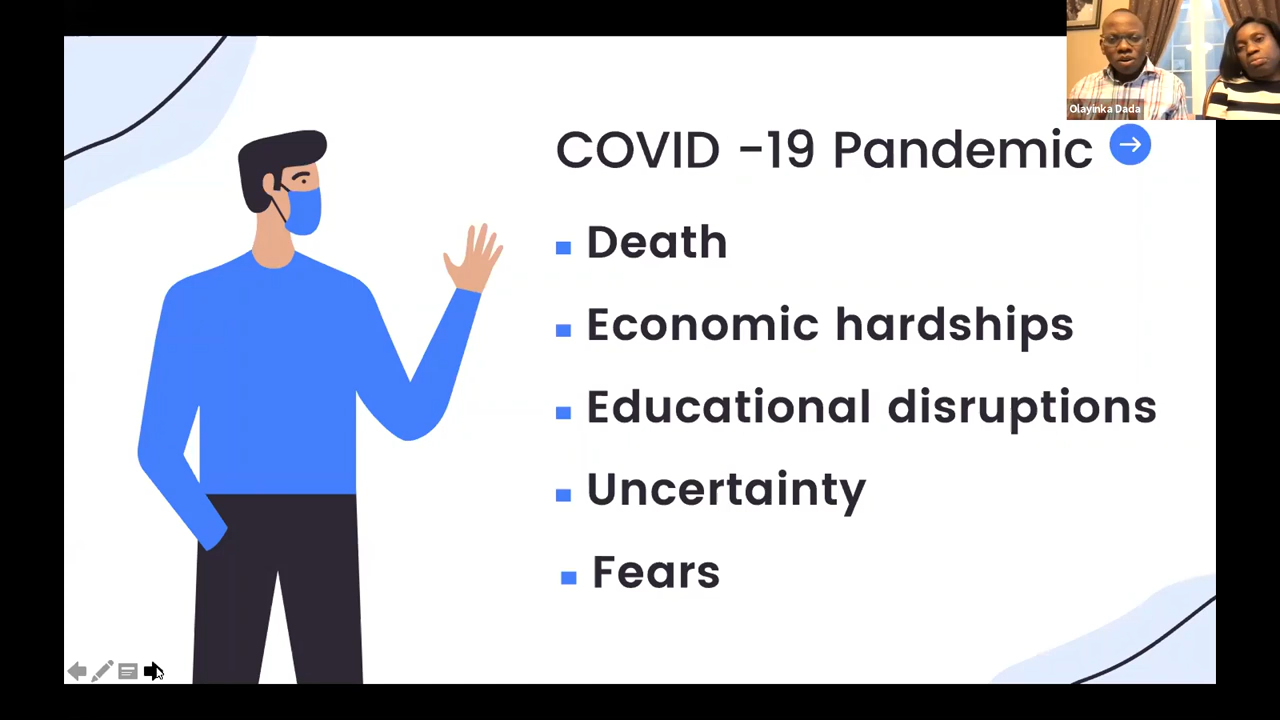 Olayinka Dada
COVID -19 Pandemic
Death
Economic hardships
Educational disruptions
Uncertainty
Fears